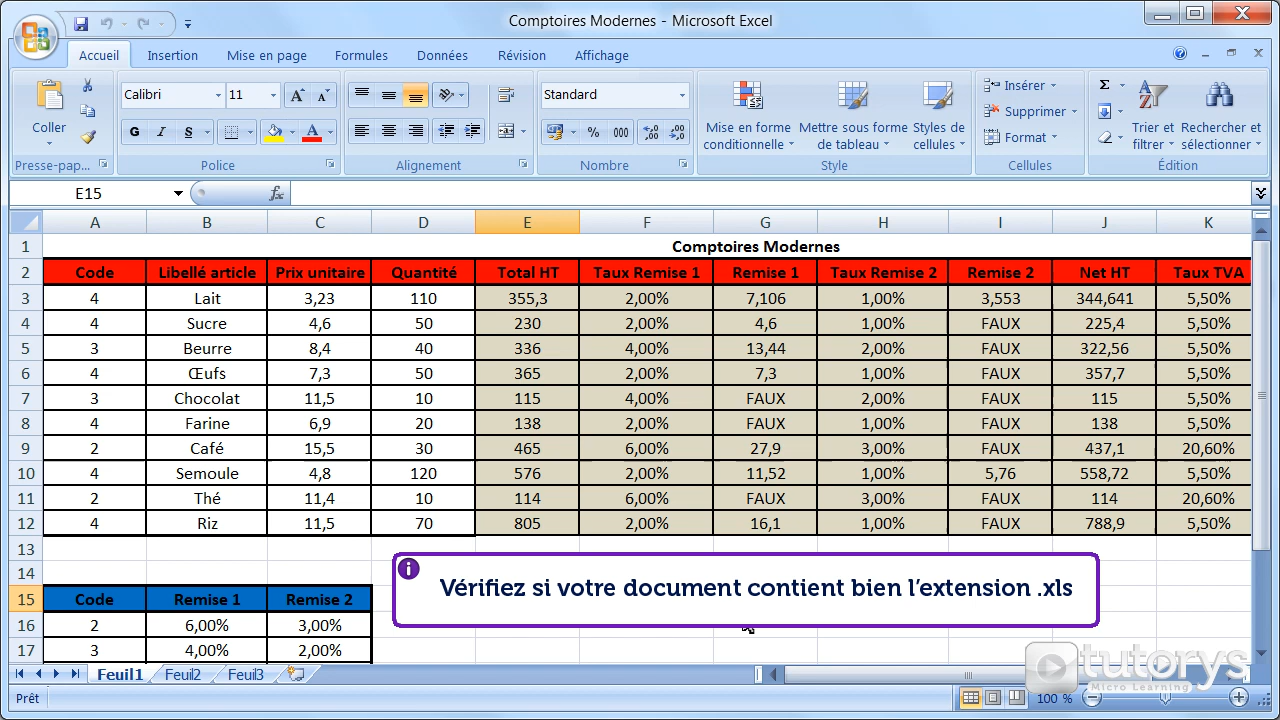 Comptoires Modernes - Microsoft Excel
Accueil Insertion Mise en page Formules Données Révision Affichage
Coller
Presse-pap...
Calibri 11
G I S A
Police
Alignement
Standard
% 000
Nombre
Mise en forme conditionnelle
Mettre sous forme de tableau
Styles de cellules
Style
Insérer
Supprimer
Format
Cellules
Trier et filtrer
Rechercher et sélectionner
Édition
E15 fx
A B C D E F G H I J K
1 Comptoires Modernes
2 Code Libellé article Prix unitaire Quantité Total HT Taux Remise 1 Remise 1 Taux Remise 2 Remise 2 Net HT Taux TVA
3 4 Lait 3,23 110 355,3 2,00% 7,106 1,00% 3,553 344,641 5,50%
4 4 Sucre 4,6 50 230 2,00% 4,6 1,00% FAUX 225,4 5,50%
5 3 Beurre 8,4 40 336 4,00% 13,44 2,00% FAUX 322,56 5,50%
6 4 Œufs 7,3 50 365 2,00% 7,3 1,00% FAUX 357,7 5,50%
7 3 Chocolat 11,5 10 115 4,00% FAUX 2,00% FAUX 115 5,50%
8 4 Farine 6,9 20 138 2,00% FAUX 1,00% FAUX 138 5,50%
9 2 Café 15,5 30 465 6,00% 27,9 3,00% FAUX 437,1 20,60%
10 4 Semoule 4,8 120 576 2,00% 11,52 1,00% 5,76 558,72 5,50%
11 2 Thé 11,4 10 114 6,00% FAUX 3,00% FAUX 114 20,60%
12 4 Riz 11,5 70 805 2,00% 16,1 1,00% FAUX 788,9 5,50%
13
14
Vérifiez si votre document contient bien l'extension .xls
15 Code Remise 1 Remise 2
16 2 6,00% 3,00%
17 3 4,00% 2,00%
Feuil1 Feuil2 Feuil3
tutorys
Micro Learning
Prêt 100 %